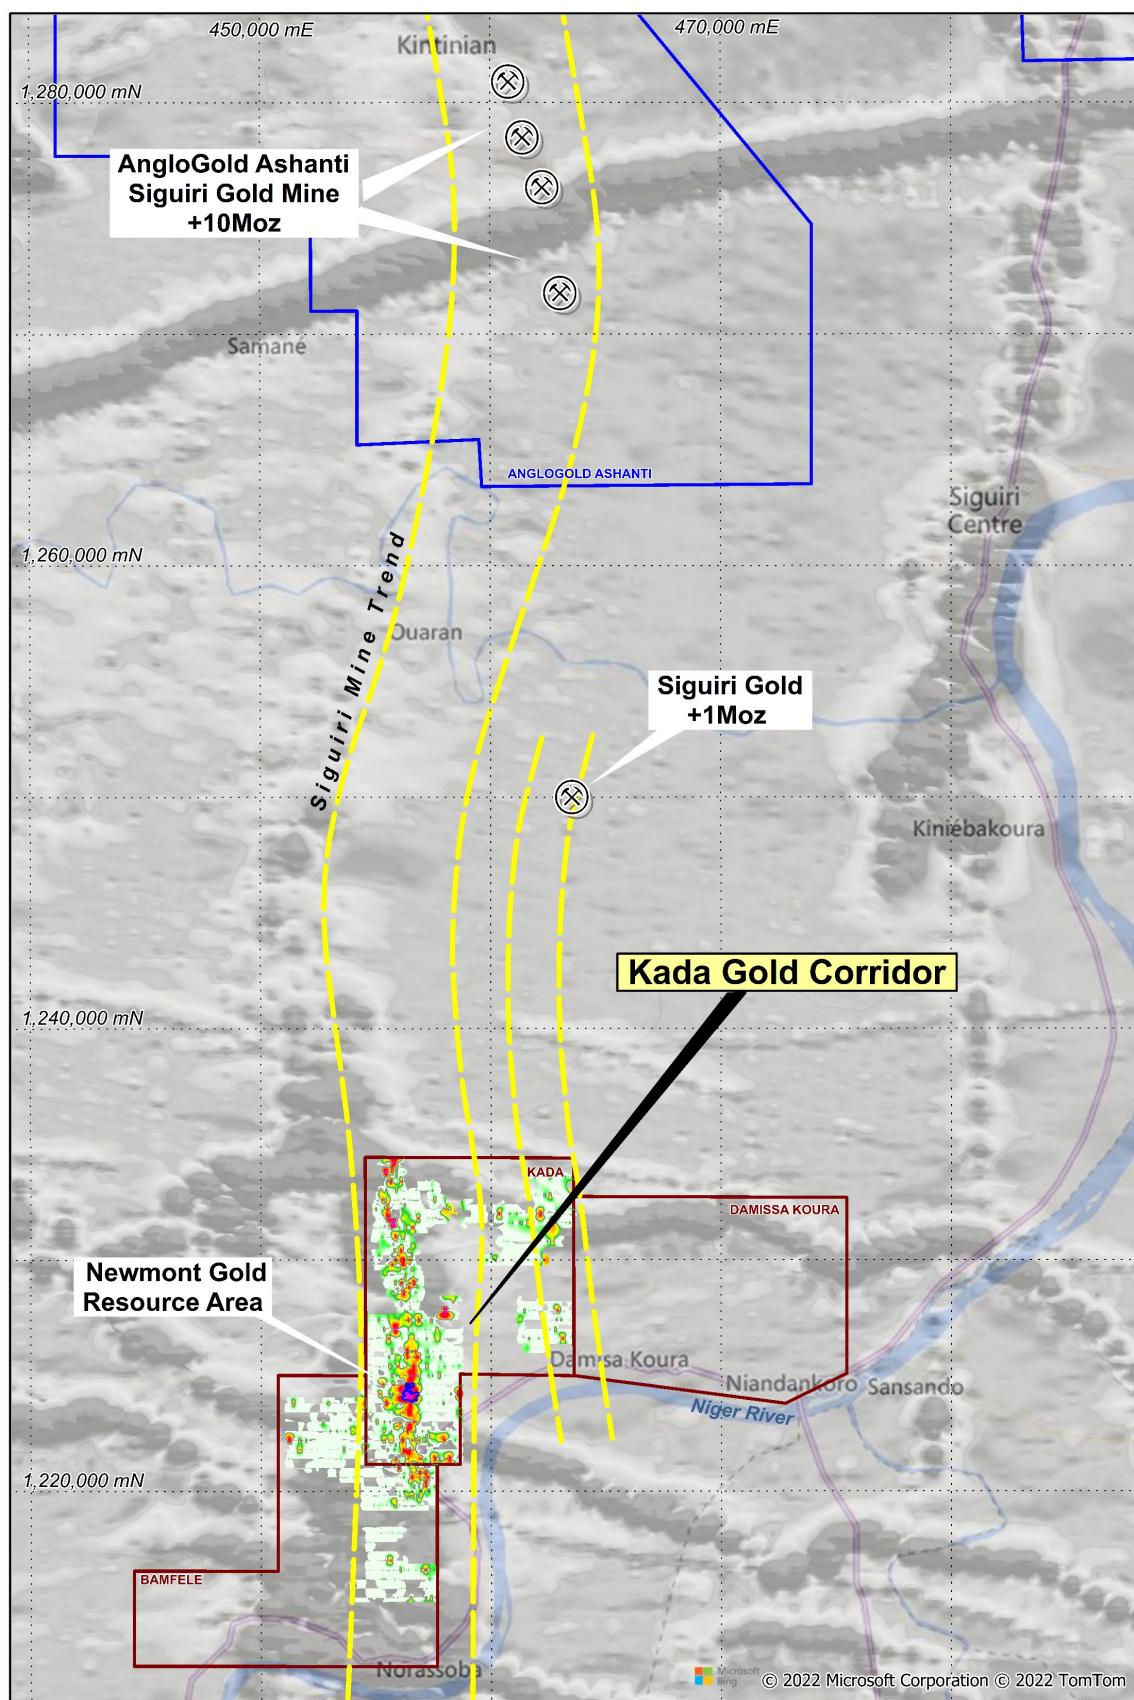 450,000 mE
470,000 mE
Kintinian
1,280,000 mN
AngloGold Ashanti
Siguiri Gold Mine
+10Moz
Samané
ANGLOGOLD ASHANTI
Siguiri
Centre
1,260,000 mN
Siguiri Mine Trend
Ouaran
Siguiri Gold
+1Moz
Kiniébakoura
Kada Gold Corridor
1,240,000 mN
KADA
DAMISSA KOURA
Newmont Gold
Resource Area
Damisa Koura
Niandankoro
Sansando
Niger River
1,220,000 mN
BAMFELE
Norassoba
Microsoft
Bing
© 2022 Microsoft Corporation © 2022 TomTom